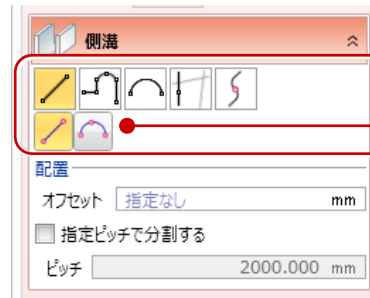 側溝
配置
オフセット 指定なし mm
指定ピッチで分割する
ピッチ 2000.000 mm